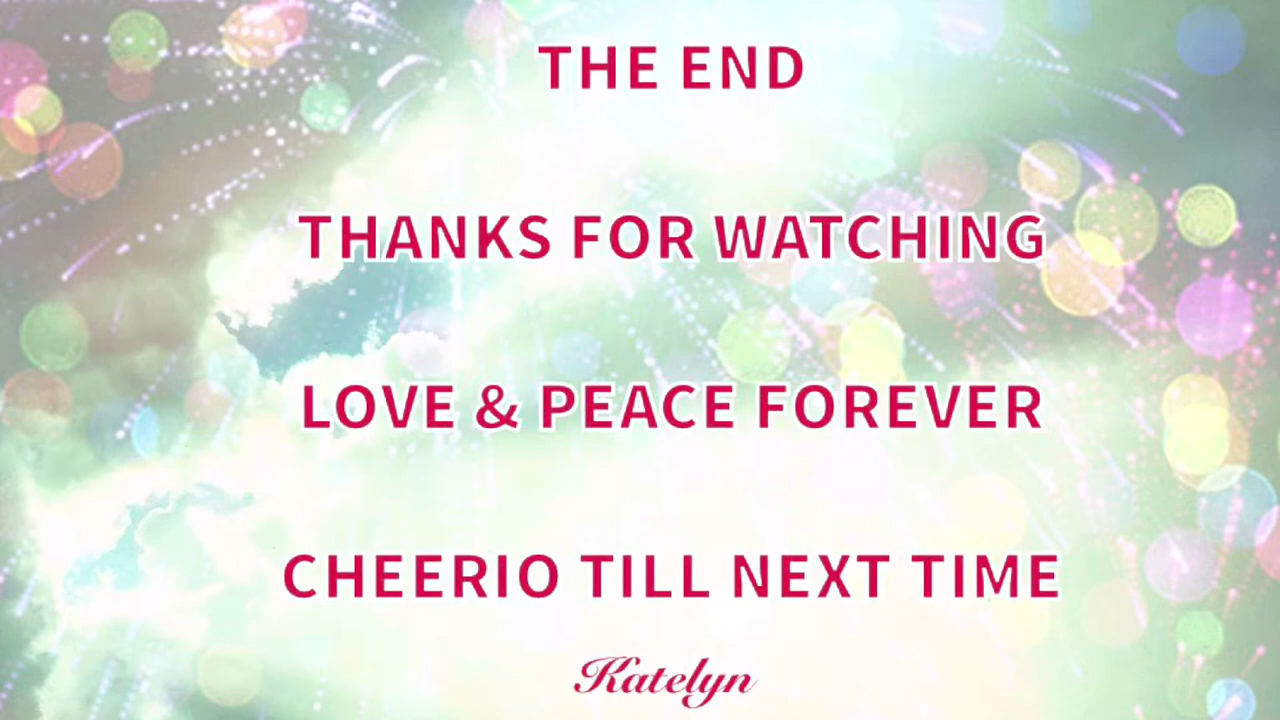 THE END
THANKS FOR WATCHING
LOVE & PEACE FOREVER
CHEERIO TILL NEXT TIME
Katelyn